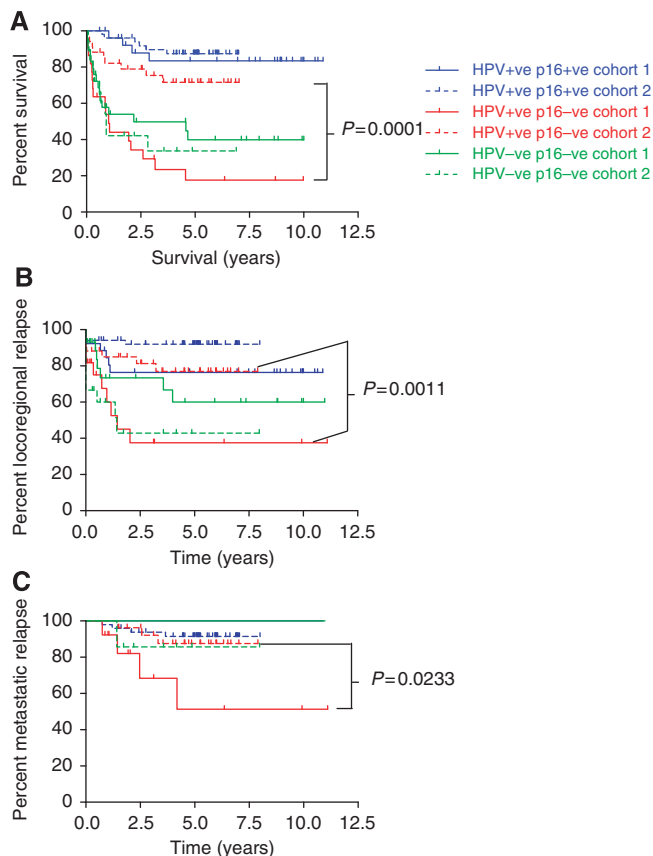 A
100
80
60
40
20
0
Percent survival
0.0 2.5 5.0 7.5 10.0 12.5
Survival (years)
P=0.0001
HPV+ve p16+ve cohort 1
HPV+ve p16+ve cohort 2
HPV+ve p16–ve cohort 1
HPV+ve p16–ve cohort 2
HPV–ve p16–ve cohort 1
HPV–ve p16–ve cohort 2
B
100
80
60
40
20
0
Percent locoregional relapse
0.0 2.5 5.0 7.5 10.0 12.5
Time (years)
P=0.0011
C
100
80
60
40
20
0
Percent metastatic relapse
0.0 2.5 5.0 7.5 10.0 12.5
Time (years)
P=0.0233